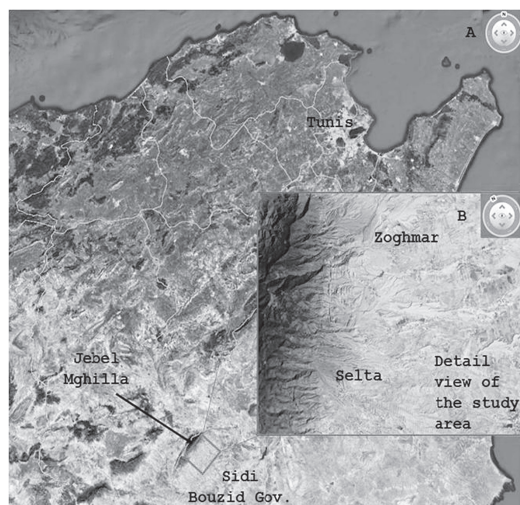 A
Tunis
B
Zoghmar
Jebel
Mghilla
Selta
Detail
view of
the study
area
Sidi
Bouzid Gov.